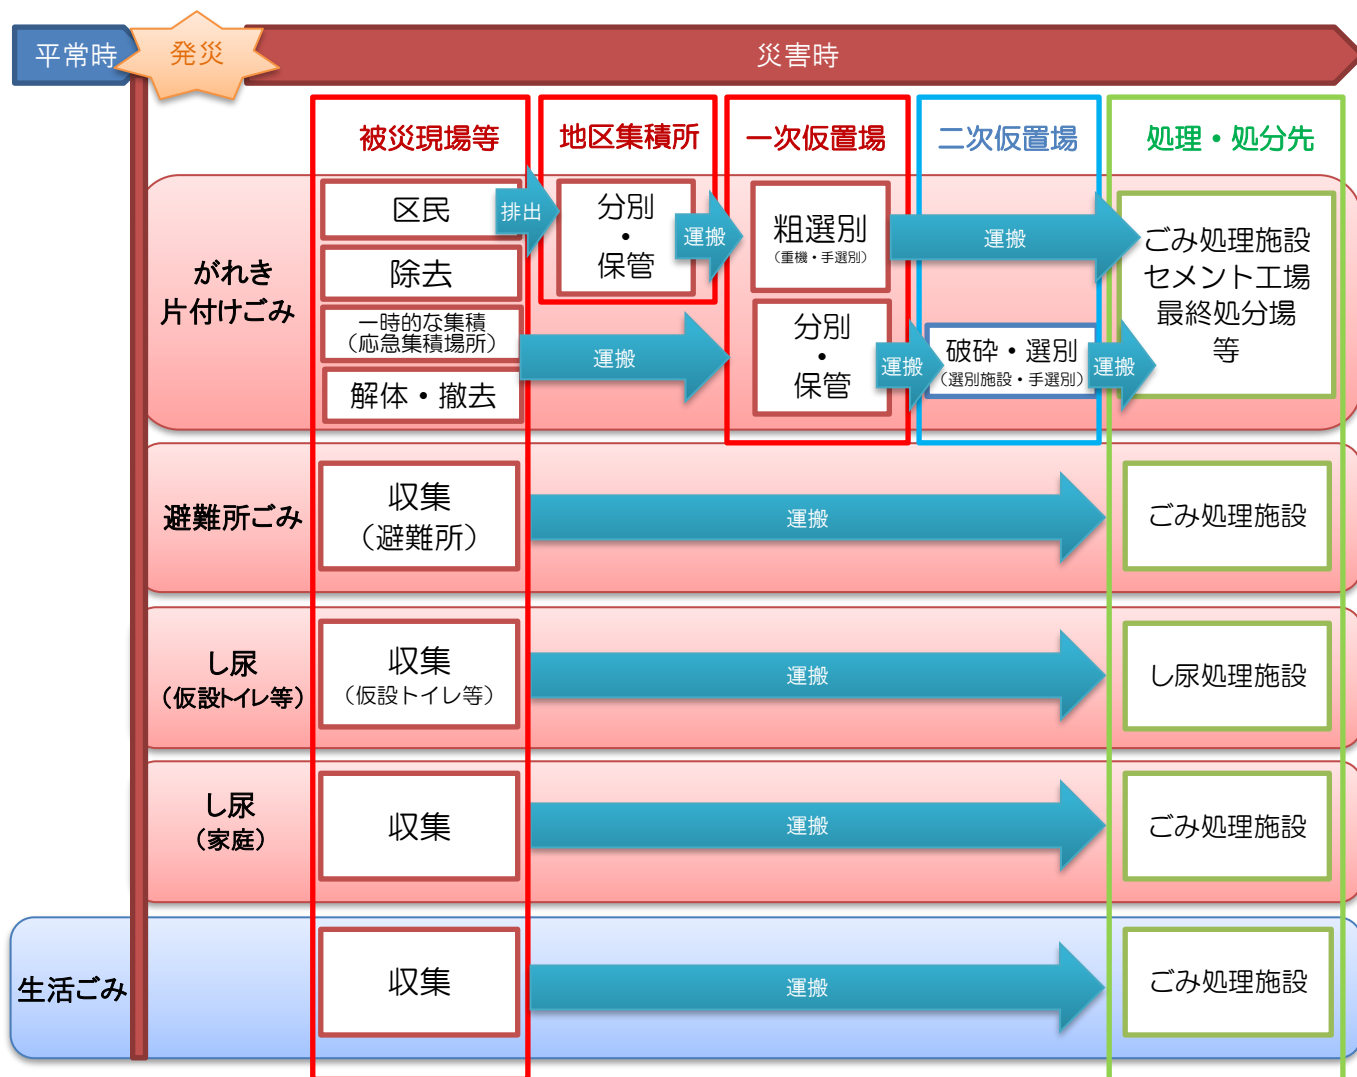 平常時
発災
災害時
被災現場等
地区集積所
一次仮置場
二次仮置場
処理・処分先
がれき
片付けごみ
区民
排出
除去
一時的な集積
（応急集積場所）
解体・撤去
運搬
分別
・
保管
運搬
粗選別
（重機・手選別）
運搬
分別
・
保管
運搬
破砕・選別
（選別施設・手選別）
運搬
ごみ処理施設
セメント工場
最終処分場
等
避難所ごみ
収集
（避難所）
運搬
ごみ処理施設
し尿
（仮設トイレ等）
収集
（仮設トイレ等）
運搬
し尿処理施設
し尿
（家庭）
収集
運搬
ごみ処理施設
生活ごみ
収集
運搬
ごみ処理施設